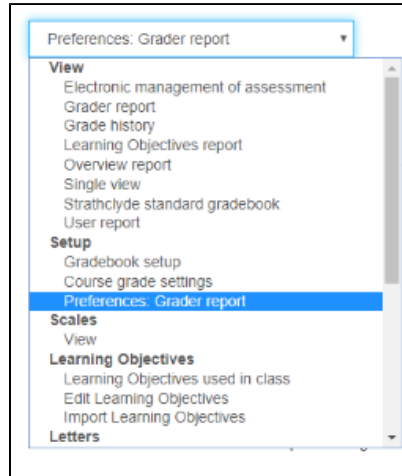 Preferences: Grader report
View
Electronic management of assessment
Grader report
Grade history
Learning Objectives report
Overview report
Single view
Strathclyde standard gradebook
User report
Setup
Gradebook setup
Course grade settings
Preferences: Grader report
Scales
View
Learning Objectives
Learning Objectives used in class
Edit Learning Objectives
Import Learning Objectives
Letters